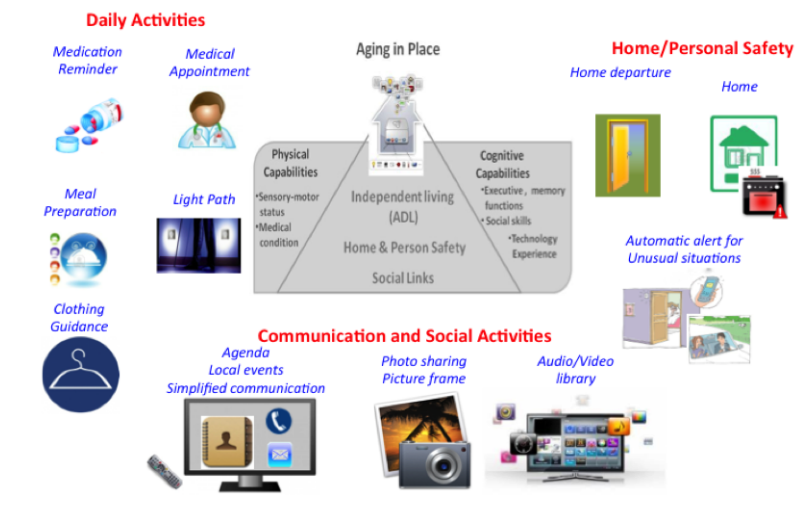 Daily Activities
Medication
Reminder
Medical
Appointment
Meal
Preparation
Light Path
Clothing
Guidance
Aging in Place
Physical
Capabilities
•Sensory-motor
status
•Medical
condition
Independent living
(ADL)
Home & Person Safety
Social Links
Cognitive
Capabilities
•Executive, memory
functions
• Social skills
•Technology
Experience
Home/Personal Safety
Home departure
Home
Automatic alert for
Unusual situations
Communication and Social Activities
Agenda
Local events
Simplified communication
Photo sharing
Picture frame
Audio/Video
library